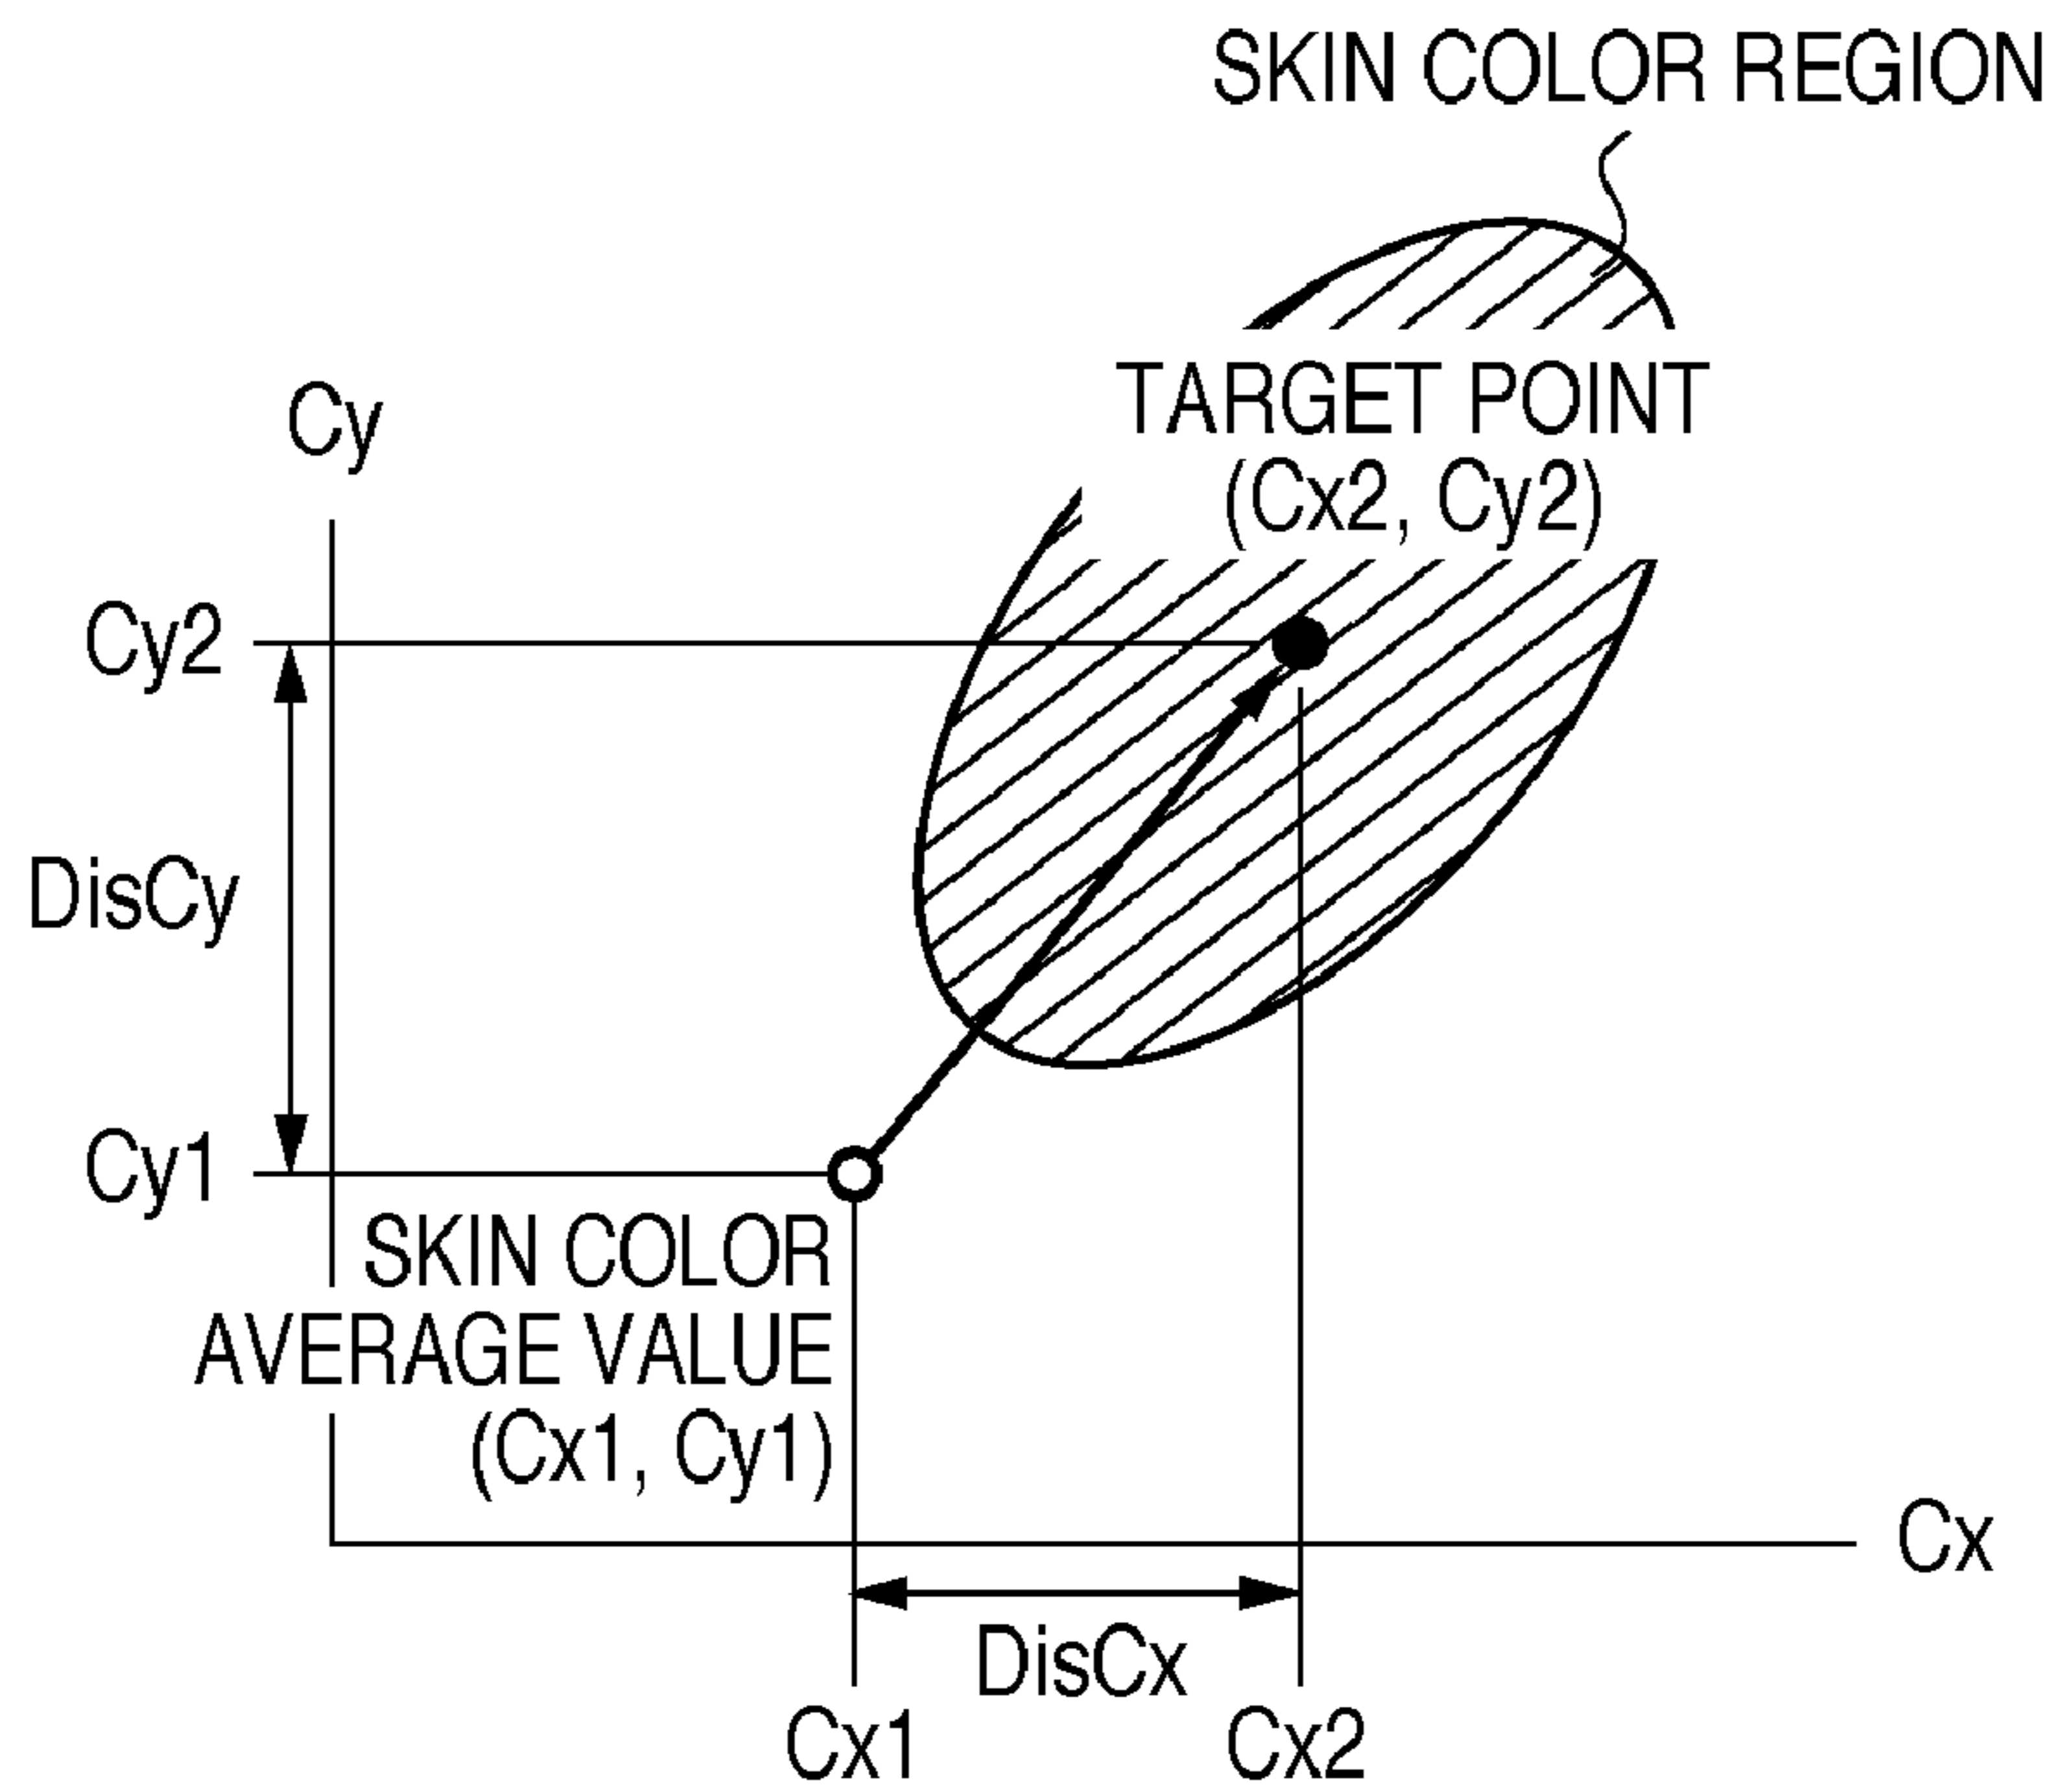 SKIN COLOR REGION
TARGET POINT
(Cx2, Cy2)
Cy
Cy2
DisCy
Cy1
SKIN COLOR
AVERAGE VALUE
(Cx1, Cy1)
Cx
DisCx
Cx1
Cx2